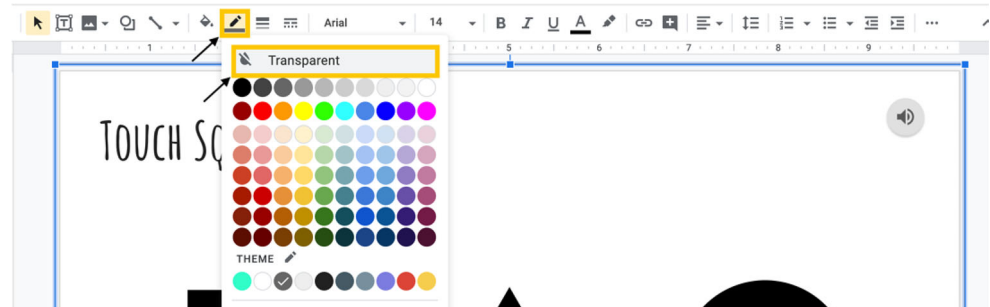 Arial 14 B I U A
1 5 6 7 8 9
Transparent
TOUCH SQ
THEME